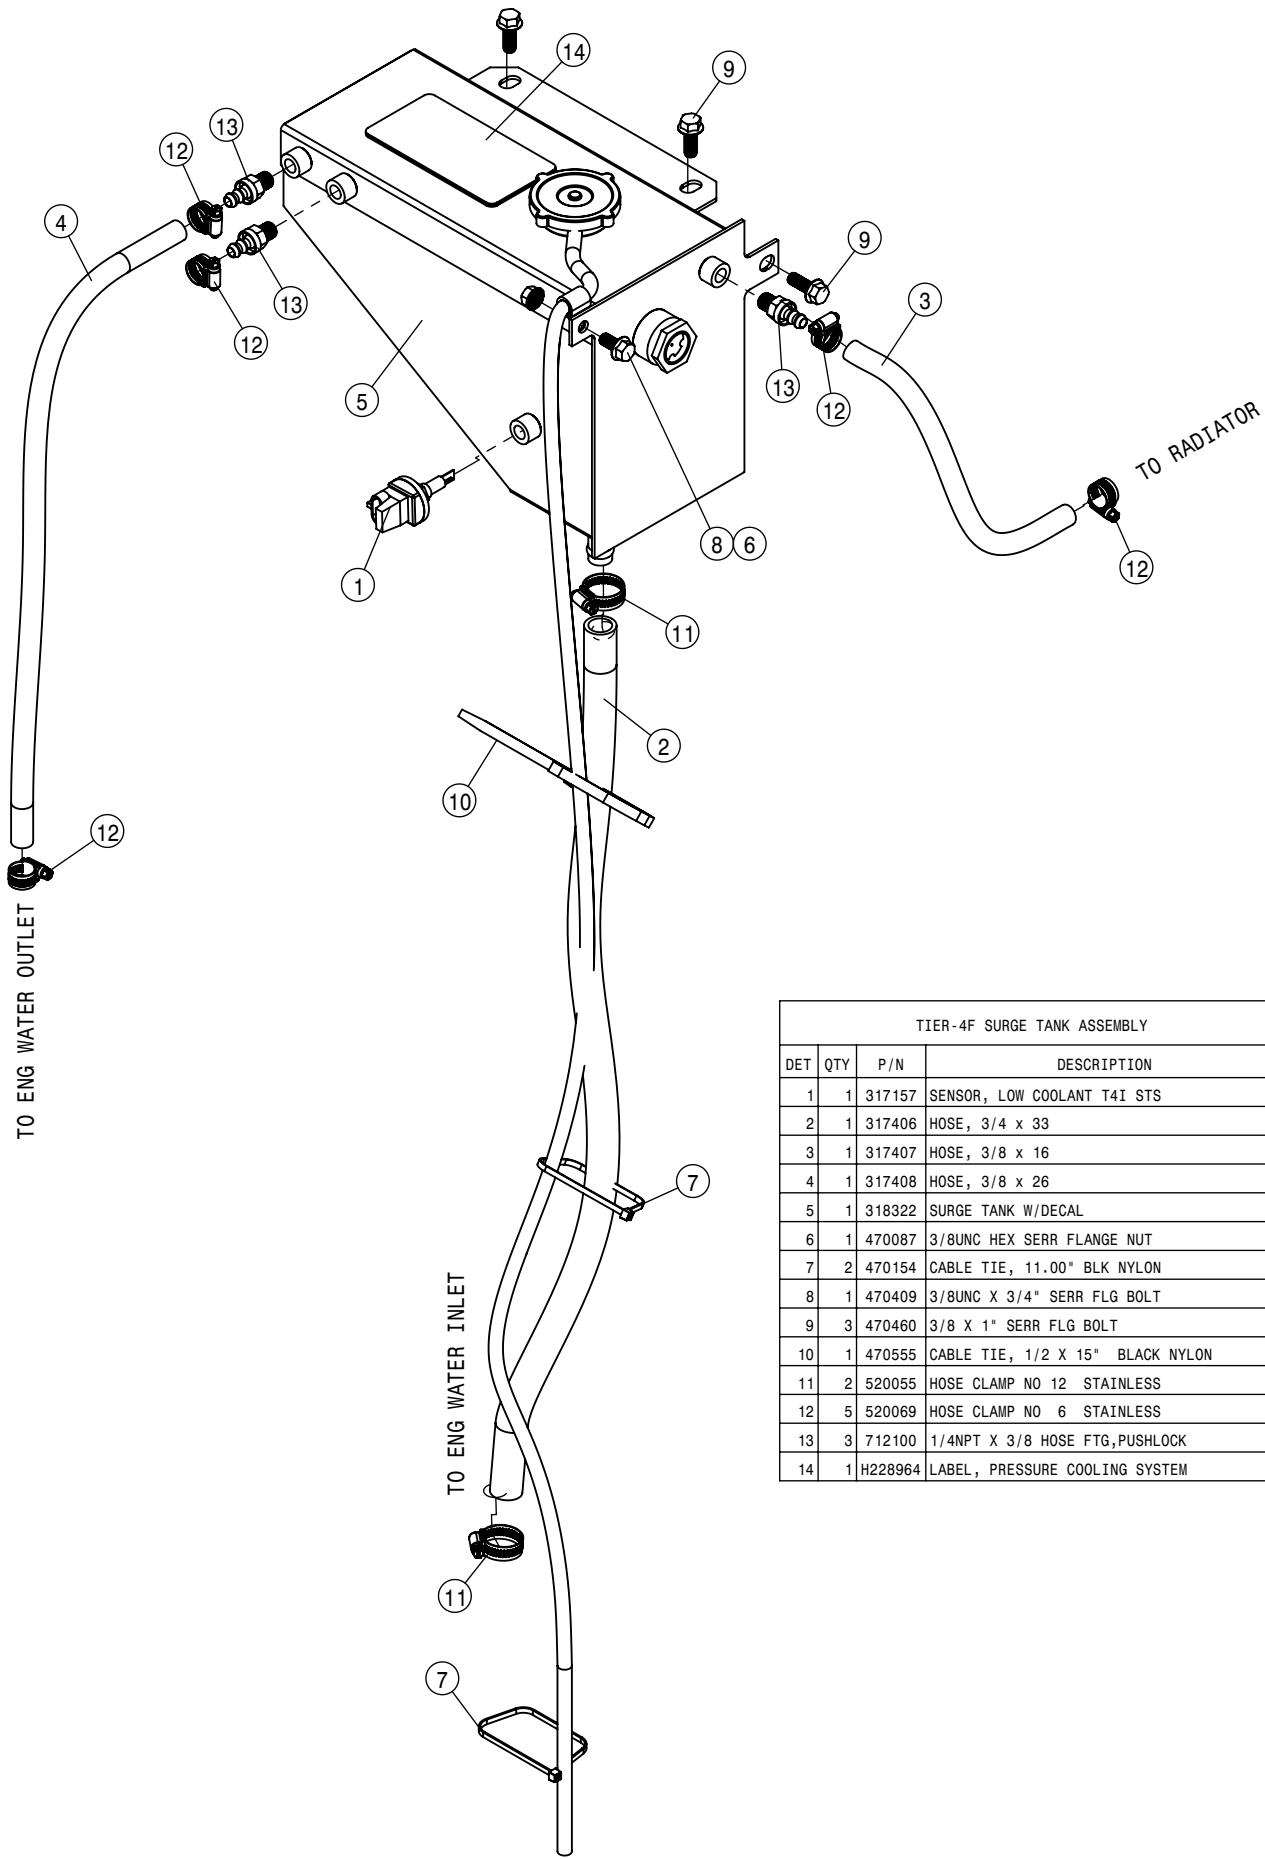 14
9
13
12
4
9
3
13
12
5
13
12
TO RADIATOR
8 6
1
12
11
2
10
12
TO ENG WATER OUTLET
7
TO ENG WATER INLET
11
7
TIER-4F SURGE TANK ASSEMBLY
DET QTY P/N DESCRIPTION
1 1 317157 SENSOR, LOW COOLANT T4I STS
2 1 317406 HOSE, 3/4 x 33
3 1 317407 HOSE, 3/8 x 16
4 1 317408 HOSE, 3/8 x 26
5 1 318322 SURGE TANK W/DECAL
6 1 470087 3/8UNC HEX SERR FLANGE NUT
7 2 470154 CABLE TIE, 11.00" BLK NYLON
8 1 470409 3/8UNC X 3/4" SERR FLG BOLT
9 3 470460 3/8 X 1" SERR FLG BOLT
10 1 470555 CABLE TIE, 1/2 X 15" BLACK NYLON
11 2 520055 HOSE CLAMP NO 12 STAINLESS
12 5 520069 HOSE CLAMP NO 6 STAINLESS
13 3 712100 1/4NPT X 3/8 HOSE FTG,PUSHLOCK
14 1 H228964 LABEL, PRESSURE COOLING SYSTEM